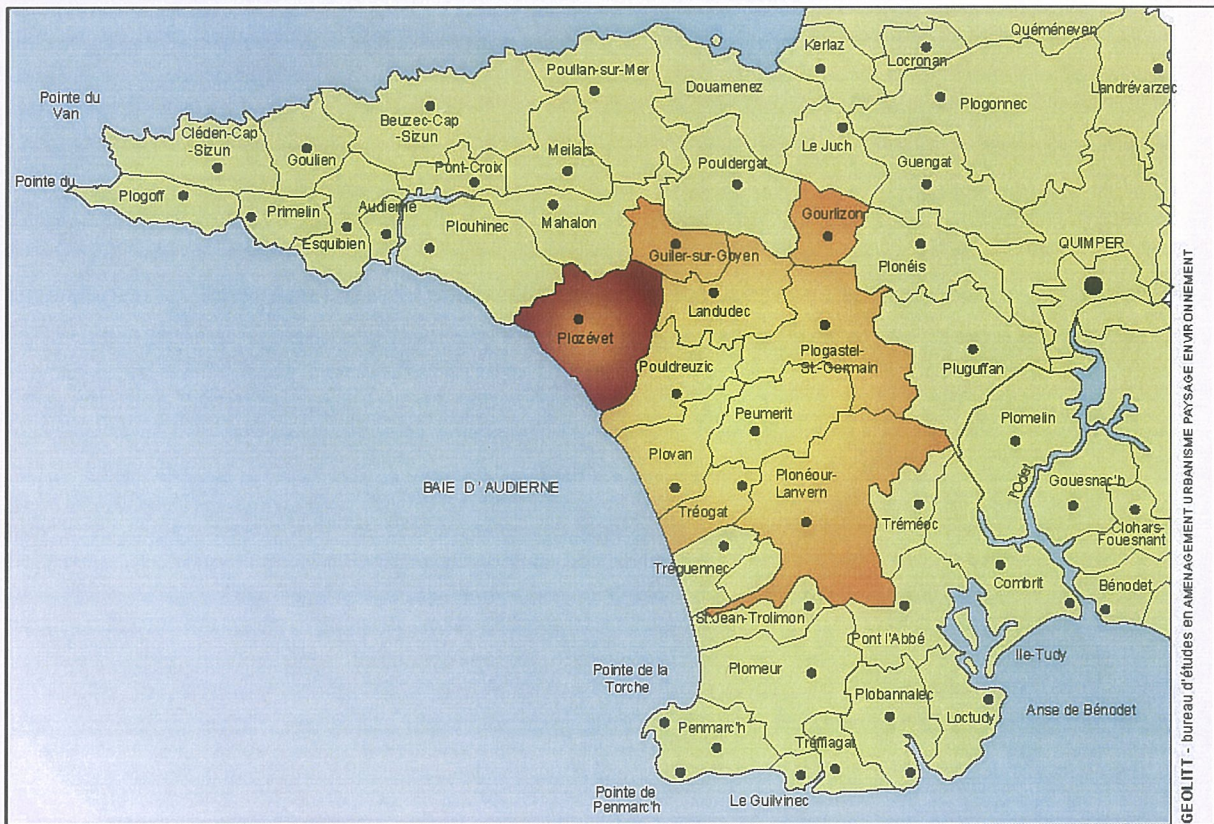 Quéméneven
Kerlaz
Locronan
Poullan-sur-Mer
Douarnenez
Landrévarzec
Pointe du
Van
Plogonnec
Beuzec-Cap
-Sizun
Cléden-Cap
-Sizun
Goulien
Meilars
Le Juch
Pont-Croix
Pouldergat
Guengat
Pointe du
Plogoff
Primelin
Audierne
Esquibien
Plouhinec
Mahalon
Gourlizon
QUIMPER
Guiler-sur-Goyen
Plonéis
Landudec
Plozévet
Plogastel-
St.-Germain
Pouldreuzic
Pluguffan
Peumerit
Plomelin
Plovan
Plonéour-
Lanvern
BAIE D'AUDIERNE
l'Odet
Gouesnac'h
Tréogat
Tréméoc
Clohars-
Fouesnant
Tréguennec
Combrit
Bénodet
St.Jean-Trolimon
Pont l'Abbé
Ile-Tudy
Pointe de la
Torche
Plomeur
Plobannalec
Loctudy
Anse de Bénodet
Penmarc'h
Treffiagat
Pointe de
Penmarc'h
Le Guilvinec
GEOLITT - bureau d'études en AMENAGEMENT URBANISME PAYSAGE ENVIRONNEMENT